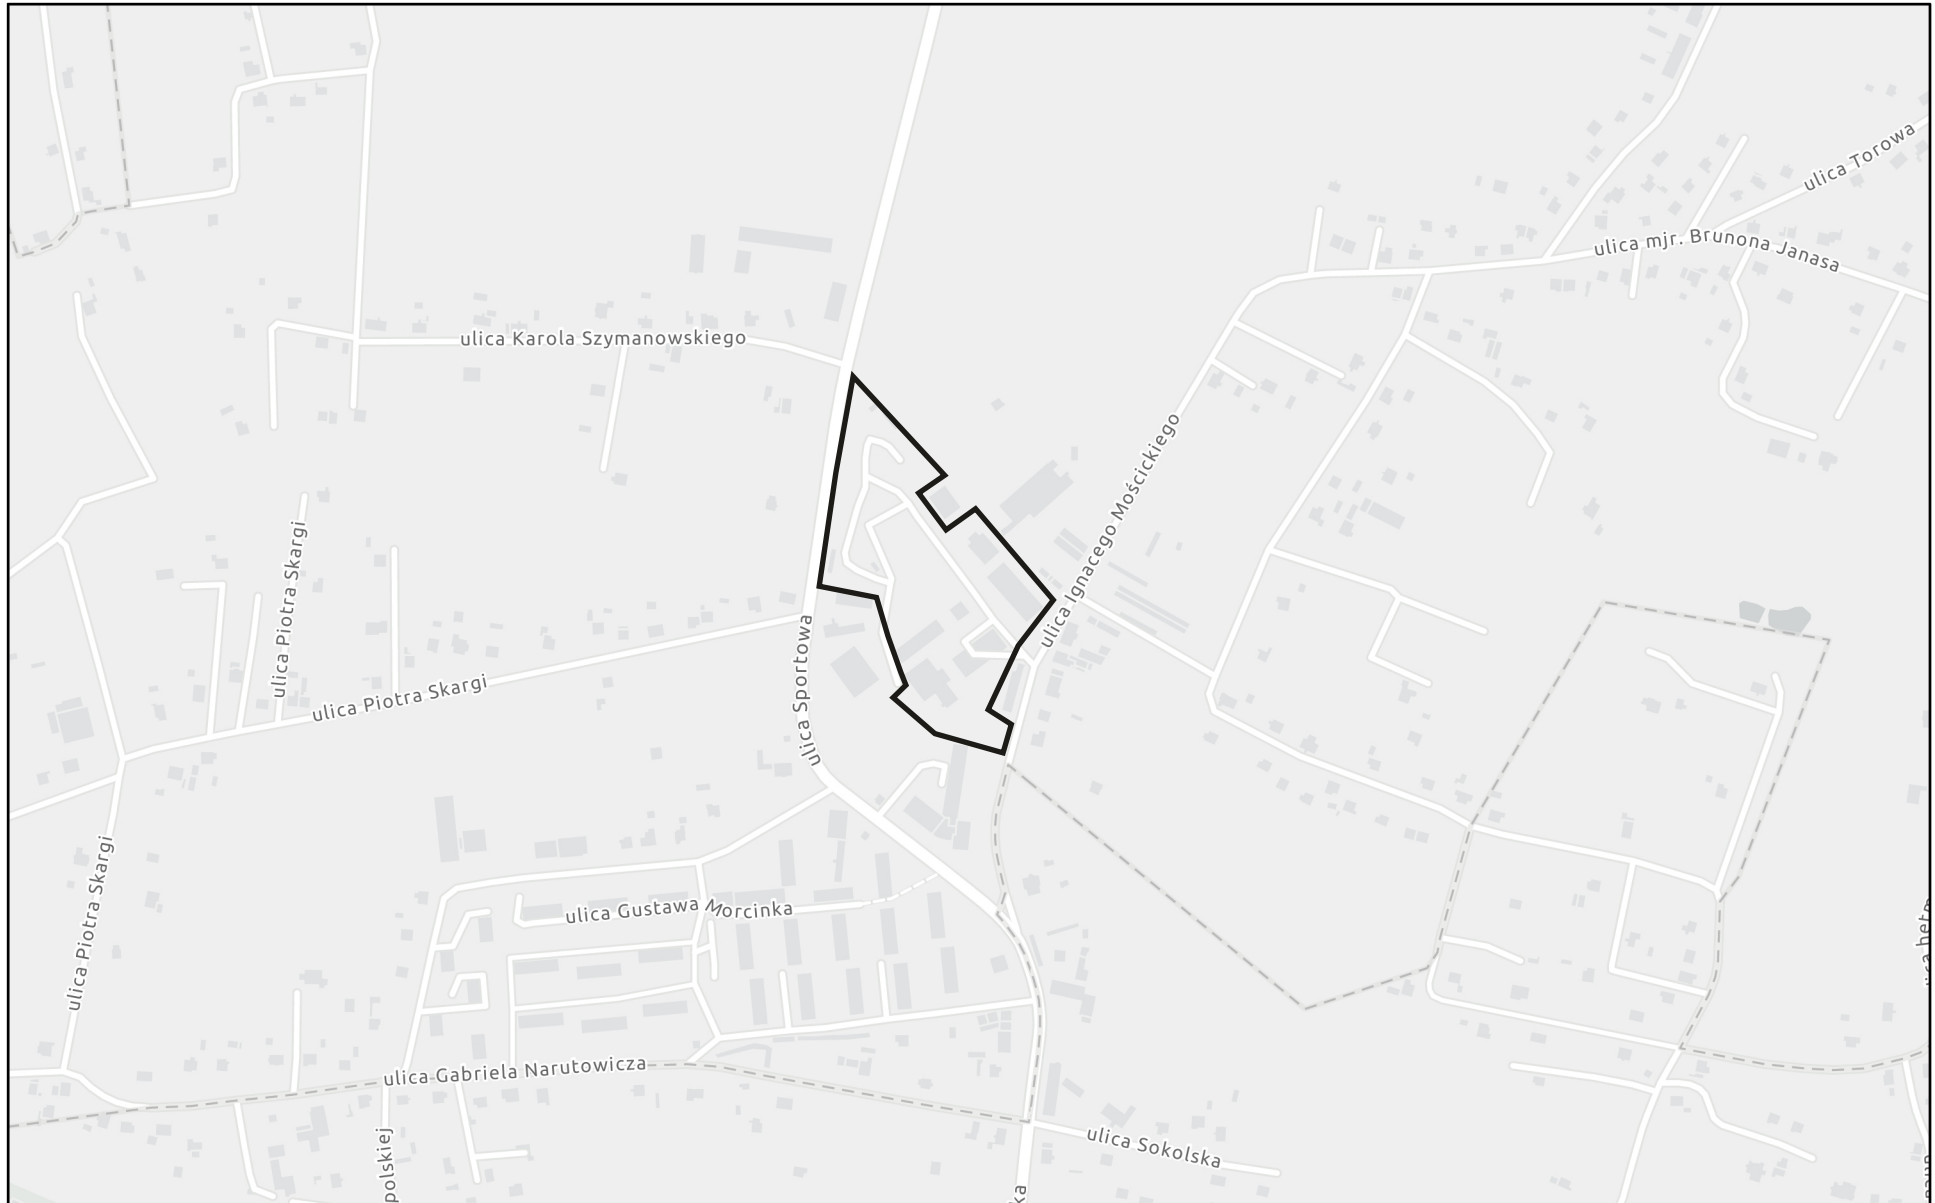 ulica Torowa
ulica mjr. Brunona Janasa
ulica Karola Szymanowskiego
ulica Ignacego Mościckiego
ulica Piotra Skargi
ulica Sportowa
ulica Piotra Skargi
ulica Piotra Skargi
ulica Gustawa Morcinka
ulica Gabriela Narutowicza
ulica Sokolska
polskiej